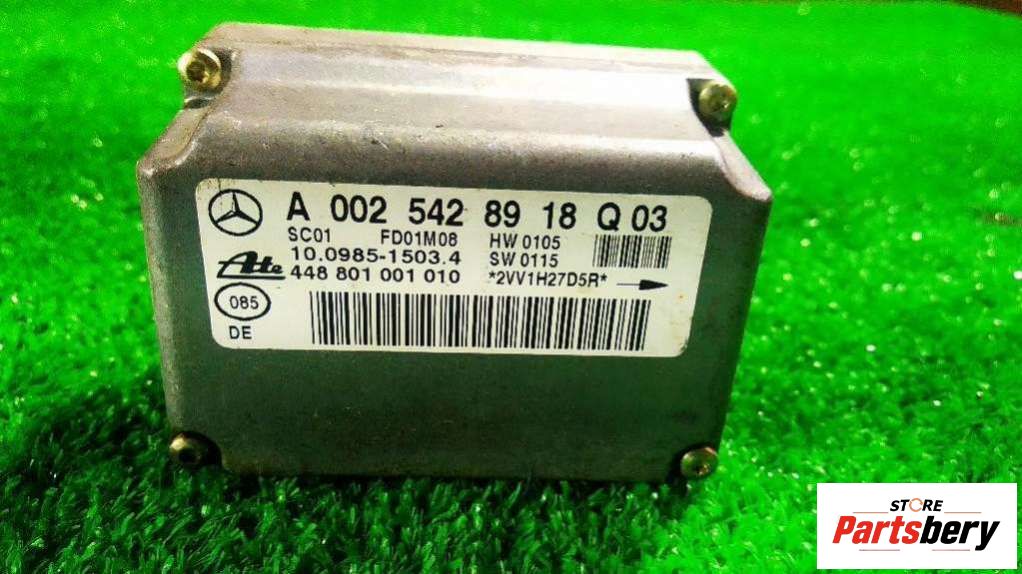 A 002 542 89 18 Q 03
SC01 FD01M08 HW 0105
10.0985-1503.4 SW 0115
Ate 448 801 001 010 *2VV1H27D5R*
085
DE
STORE
Partsbery